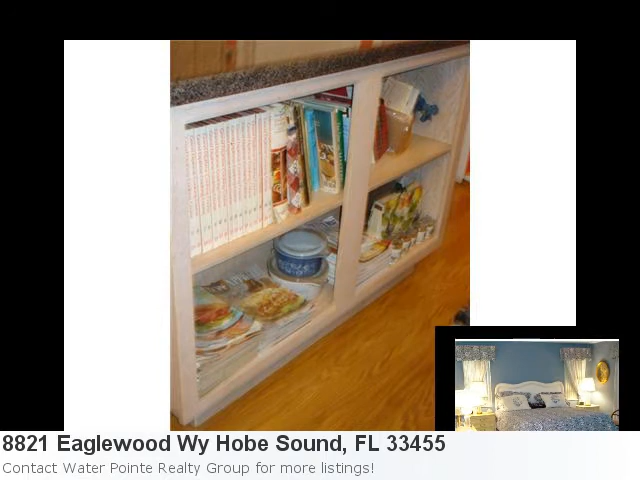 8821 Eaglewood Wy Hobe Sound, FL 33455
Contact Water Pointe Realty Group for more listings!